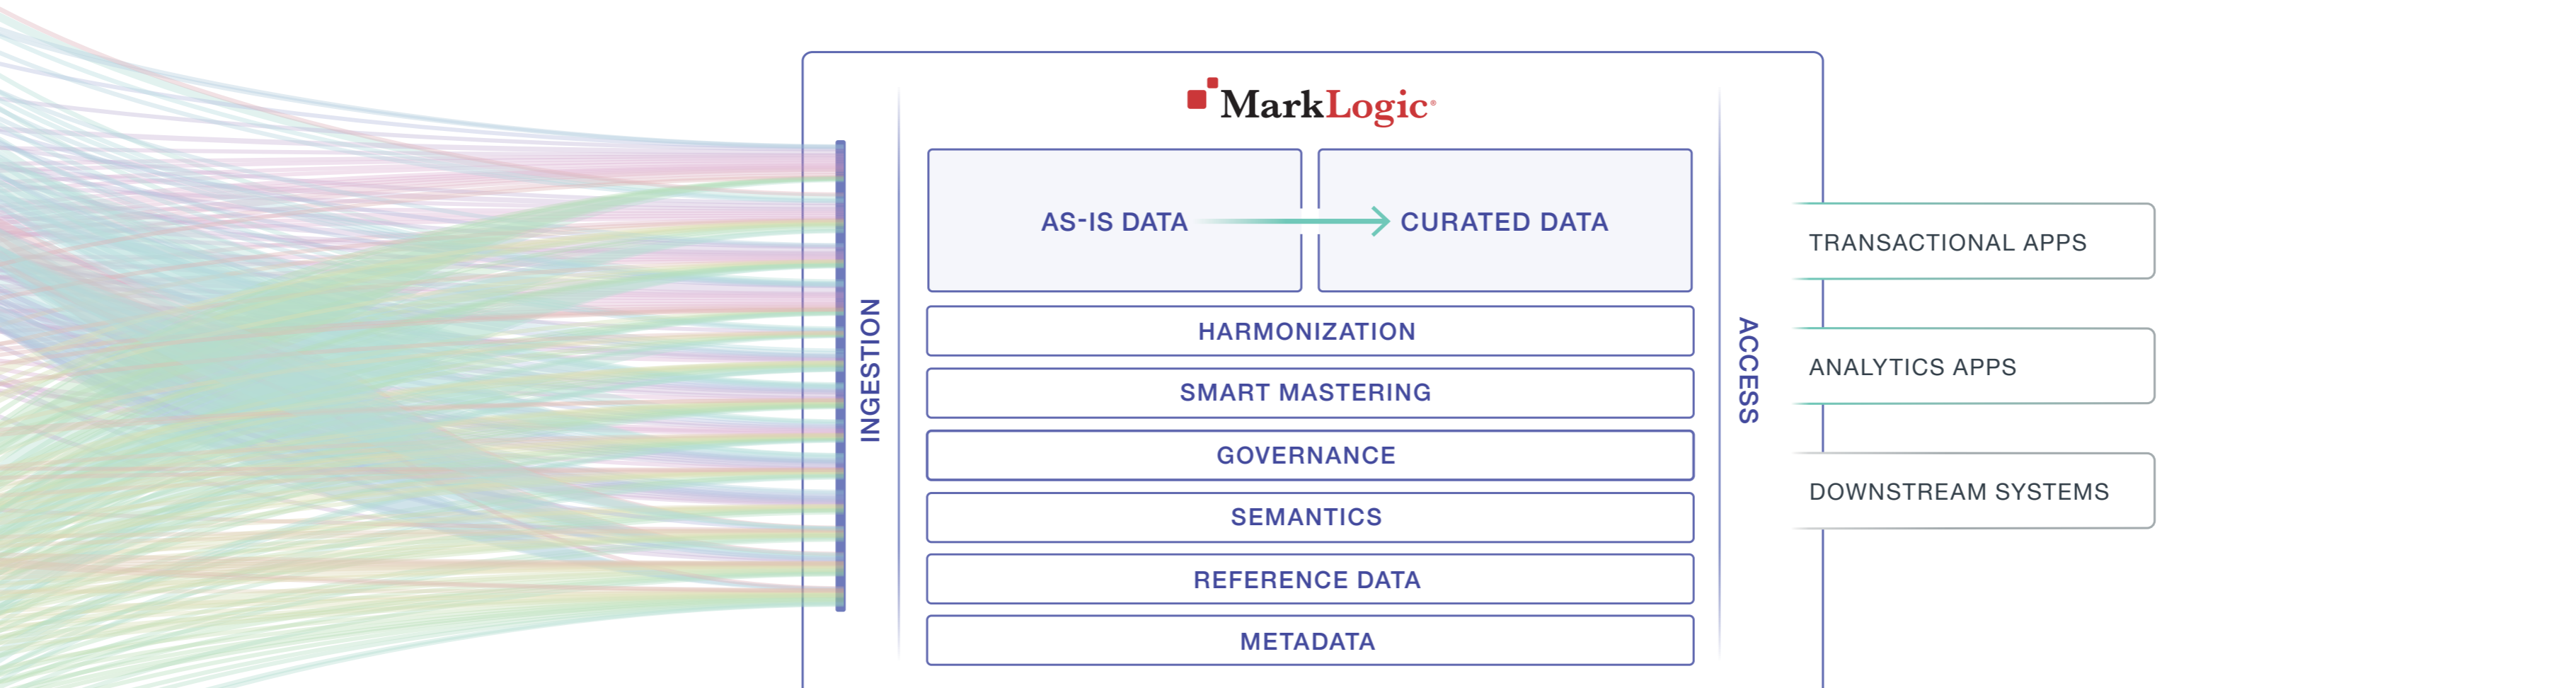 MarkLogic®
INGESTION
AS-IS DATA
CURATED DATA
HARMONIZATION
SMART MASTERING
GOVERNANCE
SEMANTICS
REFERENCE DATA
METADATA
ACCESS
TRANSACTIONAL APPS
ANALYTICS APPS
DOWNSTREAM SYSTEMS